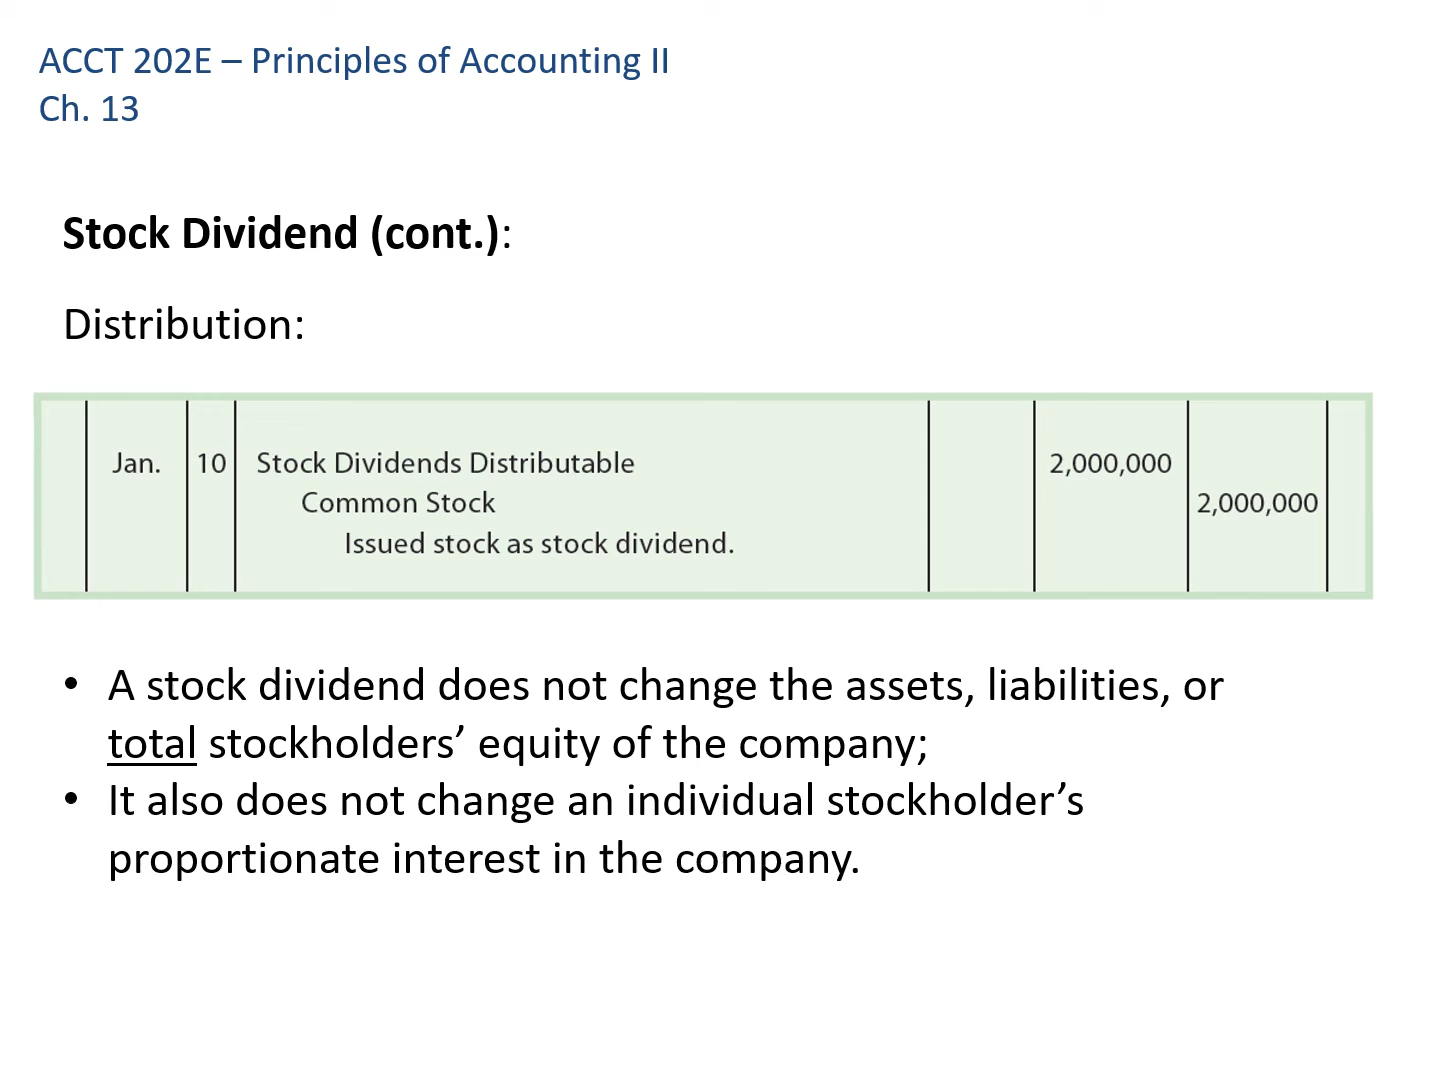 ACCT 202E – Principles of Accounting II
Ch. 13
Stock Dividend (cont.):
Distribution:
Jan. 10 Stock Dividends Distributable 2,000,000
Common Stock 2,000,000
Issued stock as stock dividend.
• A stock dividend does not change the assets, liabilities, or
total stockholders’ equity of the company;
• It also does not change an individual stockholder’s
proportionate interest in the company.